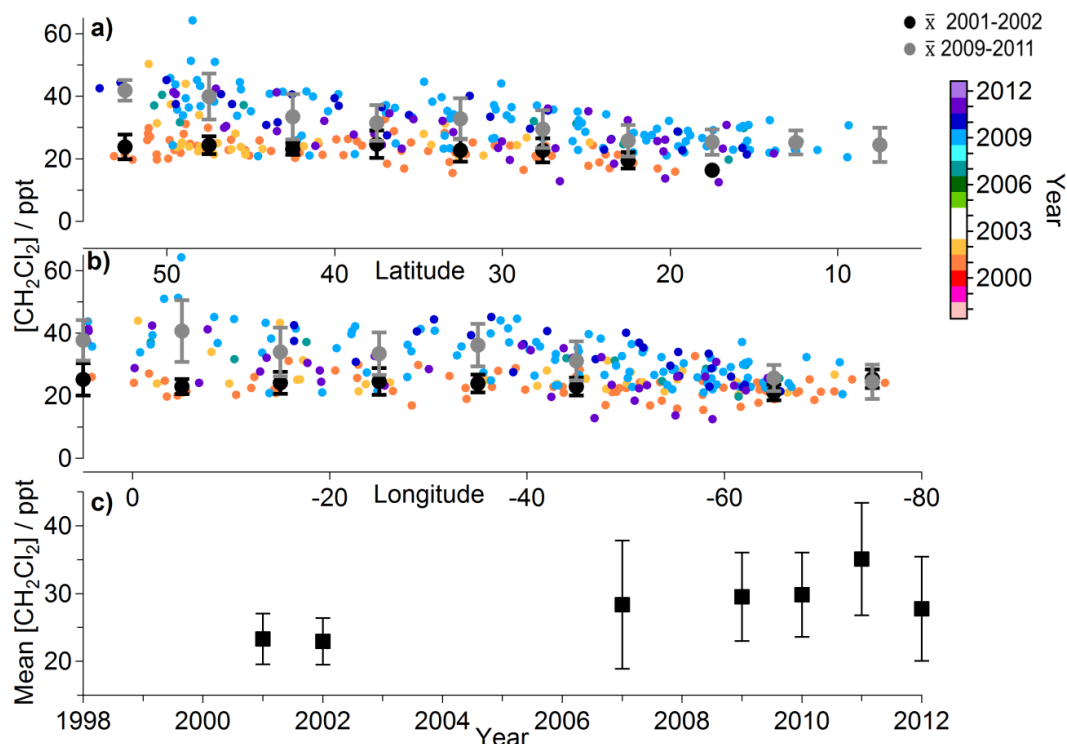 a)
60
40
20
0
x̄ 2001-2002
x̄ 2009-2011
2012
2009
2006
2003
2000
Year
50 40 30 20 10
Latitude
[CH₂Cl₂] / ppt
b)
60
40
20
0
0 -20 -40 -60 -80
Longitude
c)
40
30
20
Mean [CH₂Cl₂] / ppt
1998 2000 2002 2004 2006 2008 2010 2012
Year